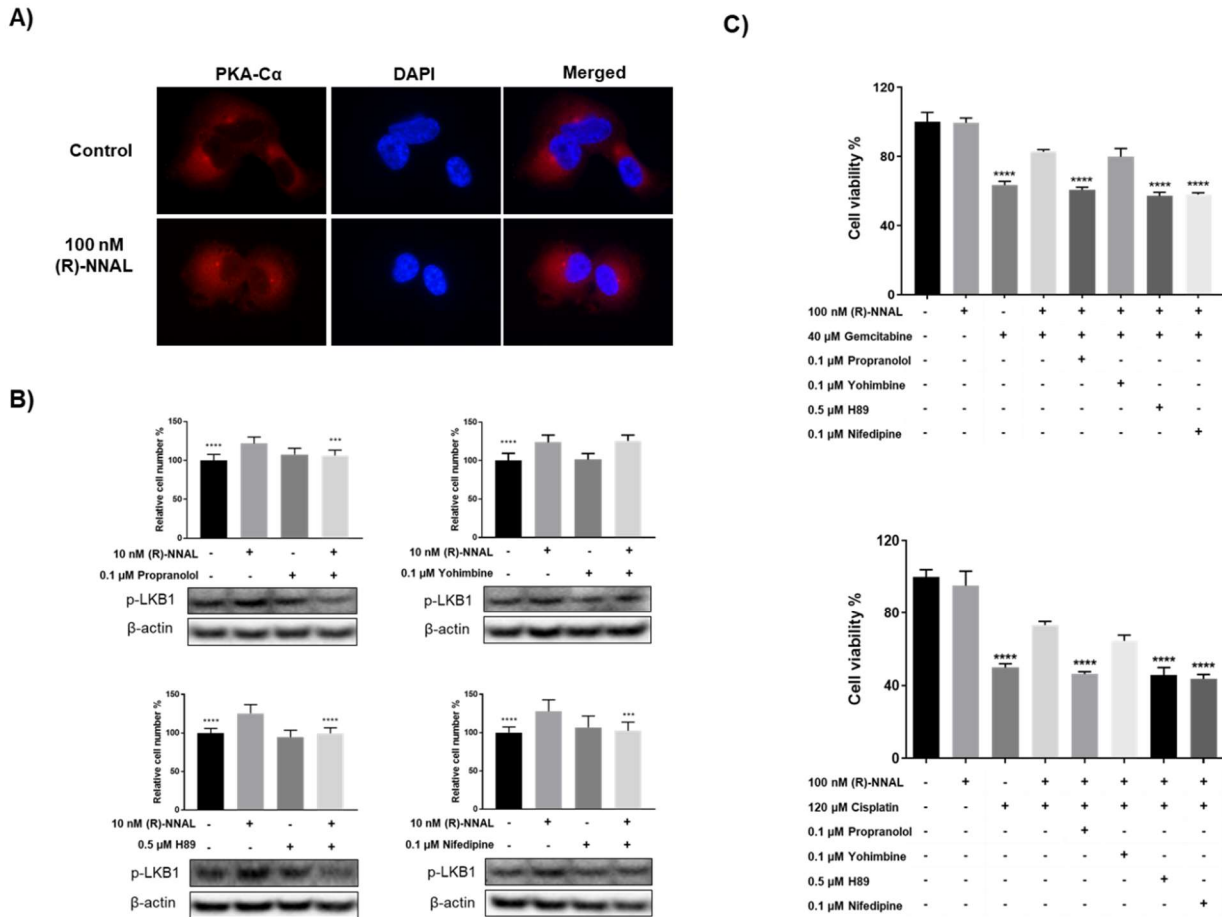 A)
PKA-Cα DAPI Merged
Control
100 nM
(R)-NNAL
B)
150
100
50
0
Relative cell number %
**** ***
10 nM (R)-NNAL - + - +
0.1 µM Propranolol - - + +
p-LKB1
β-actin
150
100
50
0
Relative cell number %
****
10 nM (R)-NNAL - + - +
0.1 µM Yohimbine - - + +
p-LKB1
β-actin
150
100
50
0
Relative cell number %
**** ****
10 nM (R)-NNAL - + - +
0.5 µM H89 - - + +
p-LKB1
β-actin
150
100
50
0
Relative cell number %
**** ***
10 nM (R)-NNAL - + - +
0.1 µM Nifedipine - - + +
p-LKB1
β-actin
C)
120
80
40
0
Cell viability %
**** **** **** ****
100 nM (R)-NNAL - + - + + + + +
40 µM Gemcitabine - - + + + + + +
0.1 µM Propranolol - - - - + - - -
0.1 µM Yohimbine - - - - - + - -
0.5 µM H89 - - - - - - + -
0.1 µM Nifedipine - - - - - - - +
120
80
40
0
Cell viability %
**** **** **** ****
100 nM (R)-NNAL - + - + + + + +
120 µM Cisplatin - - + + + + + +
0.1 µM Propranolol - - - - + - - -
0.1 µM Yohimbine - - - - - + - -
0.5 µM H89 - - - - - - + -
0.1 µM Nifedipine - - - - - - - +